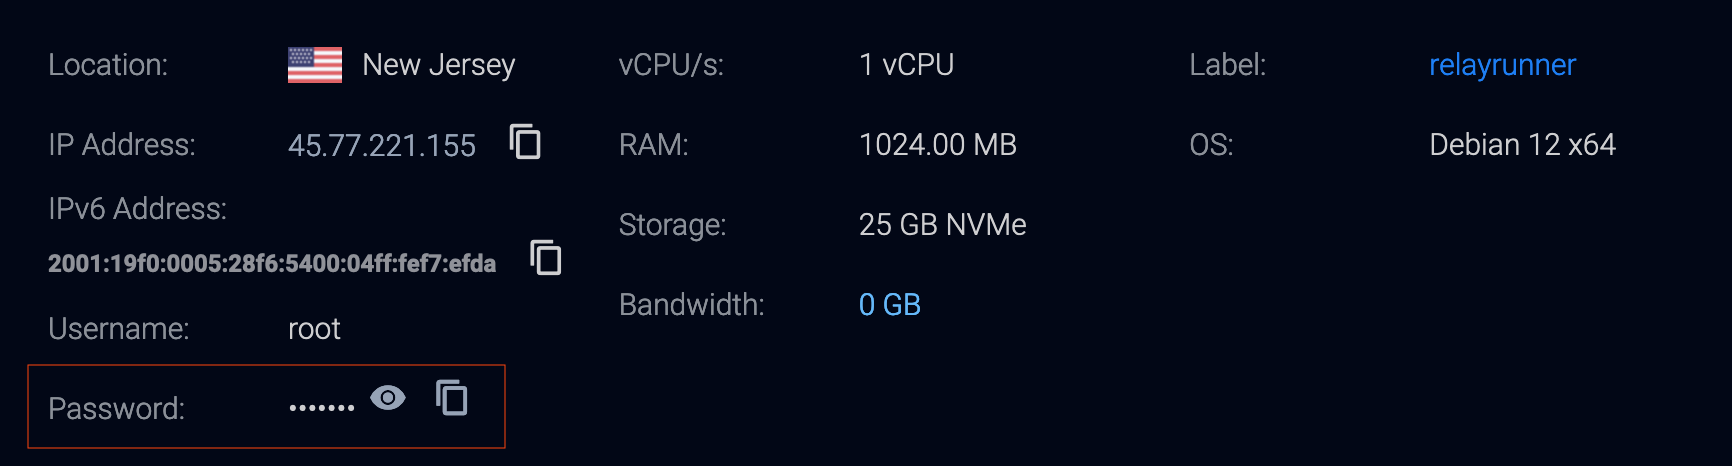 Location: New Jersey
IP Address: 45.77.221.155
IPv6 Address:
2001:19f0:0005:28f6:5400:04ff:fef7:efda
Username: root
Password: •••••••
vCPU/s: 1 vCPU
RAM: 1024.00 MB
Storage: 25 GB NVMe
Bandwidth: 0 GB
Label: relayrunner
OS: Debian 12 x64